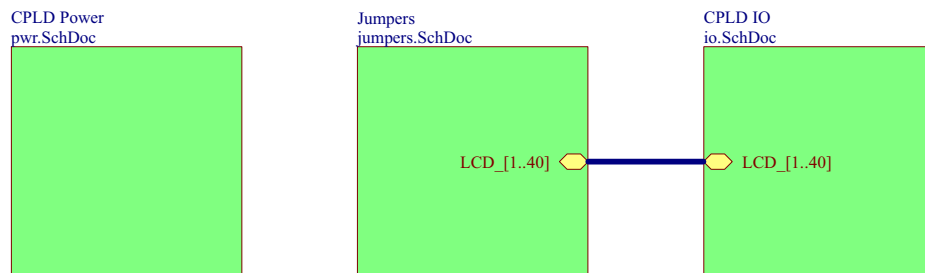 CPLD Power
pwr.SchDoc
Jumpers
jumpers.SchDoc
CPLD IO
io.SchDoc
LCD_[1..40]
LCD_[1..40]